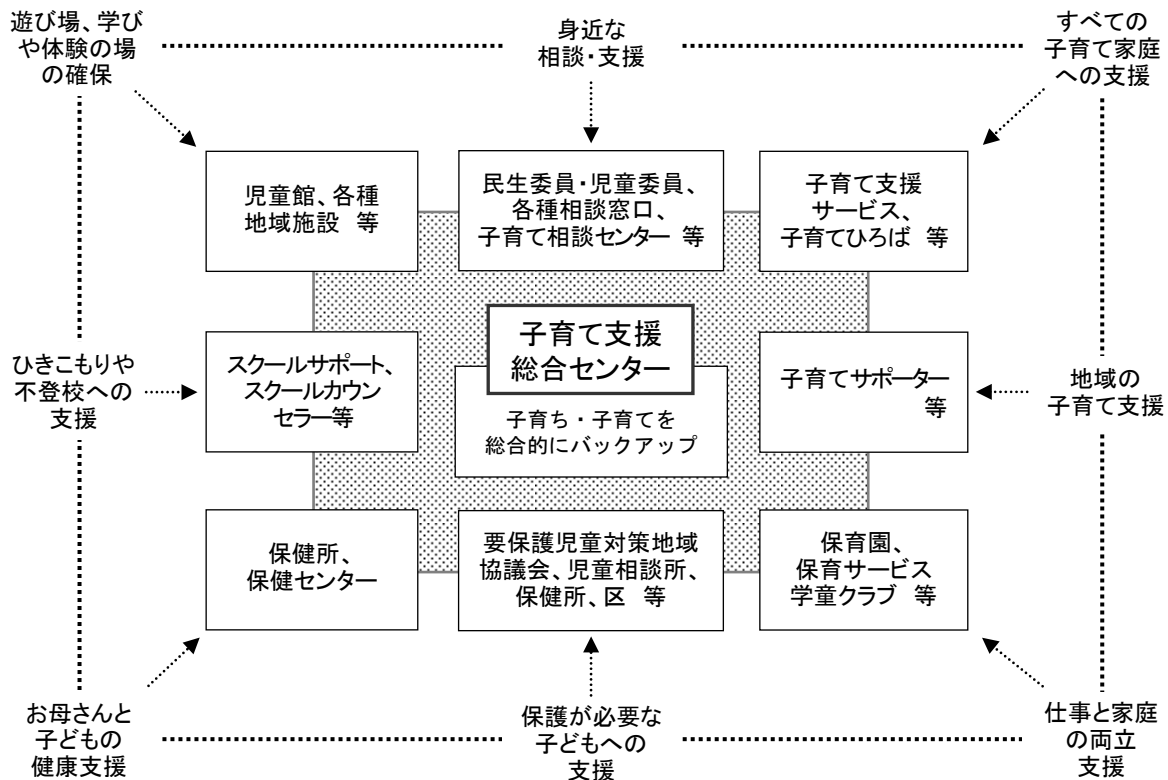 遊び場、学び
や体験の場
の確保
身近な
相談・支援
すべての
子育て家庭
への支援
児童館、各種
地域施設 等
民生委員・児童委員、
各種相談窓口、
子育て相談センター 等
子育て支援
サービス、
子育てひろば 等
ひきこもりや
不登校への
支援
スクールサポート、
スクールカウン
セラー等
子育て支援
総合センター
子育ち・子育てを
総合的にバックアップ
子育てサポーター
等
地域の
子育て支援
保健所、
保健センター
要保護児童対策地域
協議会、児童相談所、
保健所、区 等
保育園、
保育サービス
学童クラブ 等
お母さんと
子どもの
健康支援
保護が必要な
子どもへの
支援
仕事と家庭
の両立
支援